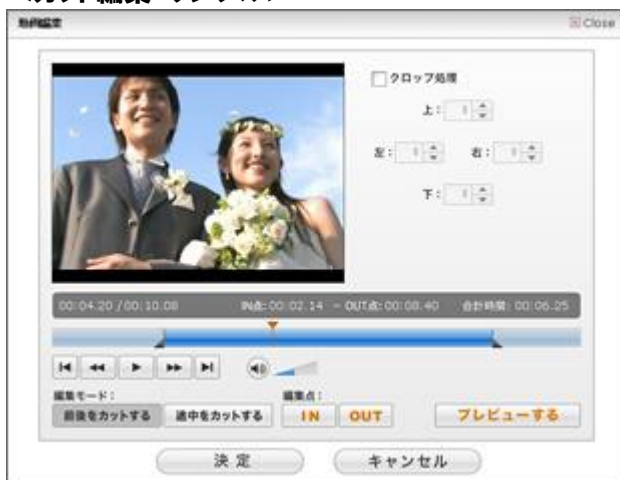 動画編集
Close
クロップ処理
上:
左:
右:
下:
00:04.20 /00:10.08 IN点:00:02.14 - OUT点:00:08.40 合計時間: 00:06.25
編集モード: 編集点:
前後をカットする 途中をカットする IN OUT プレビューする
決定 キャンセル